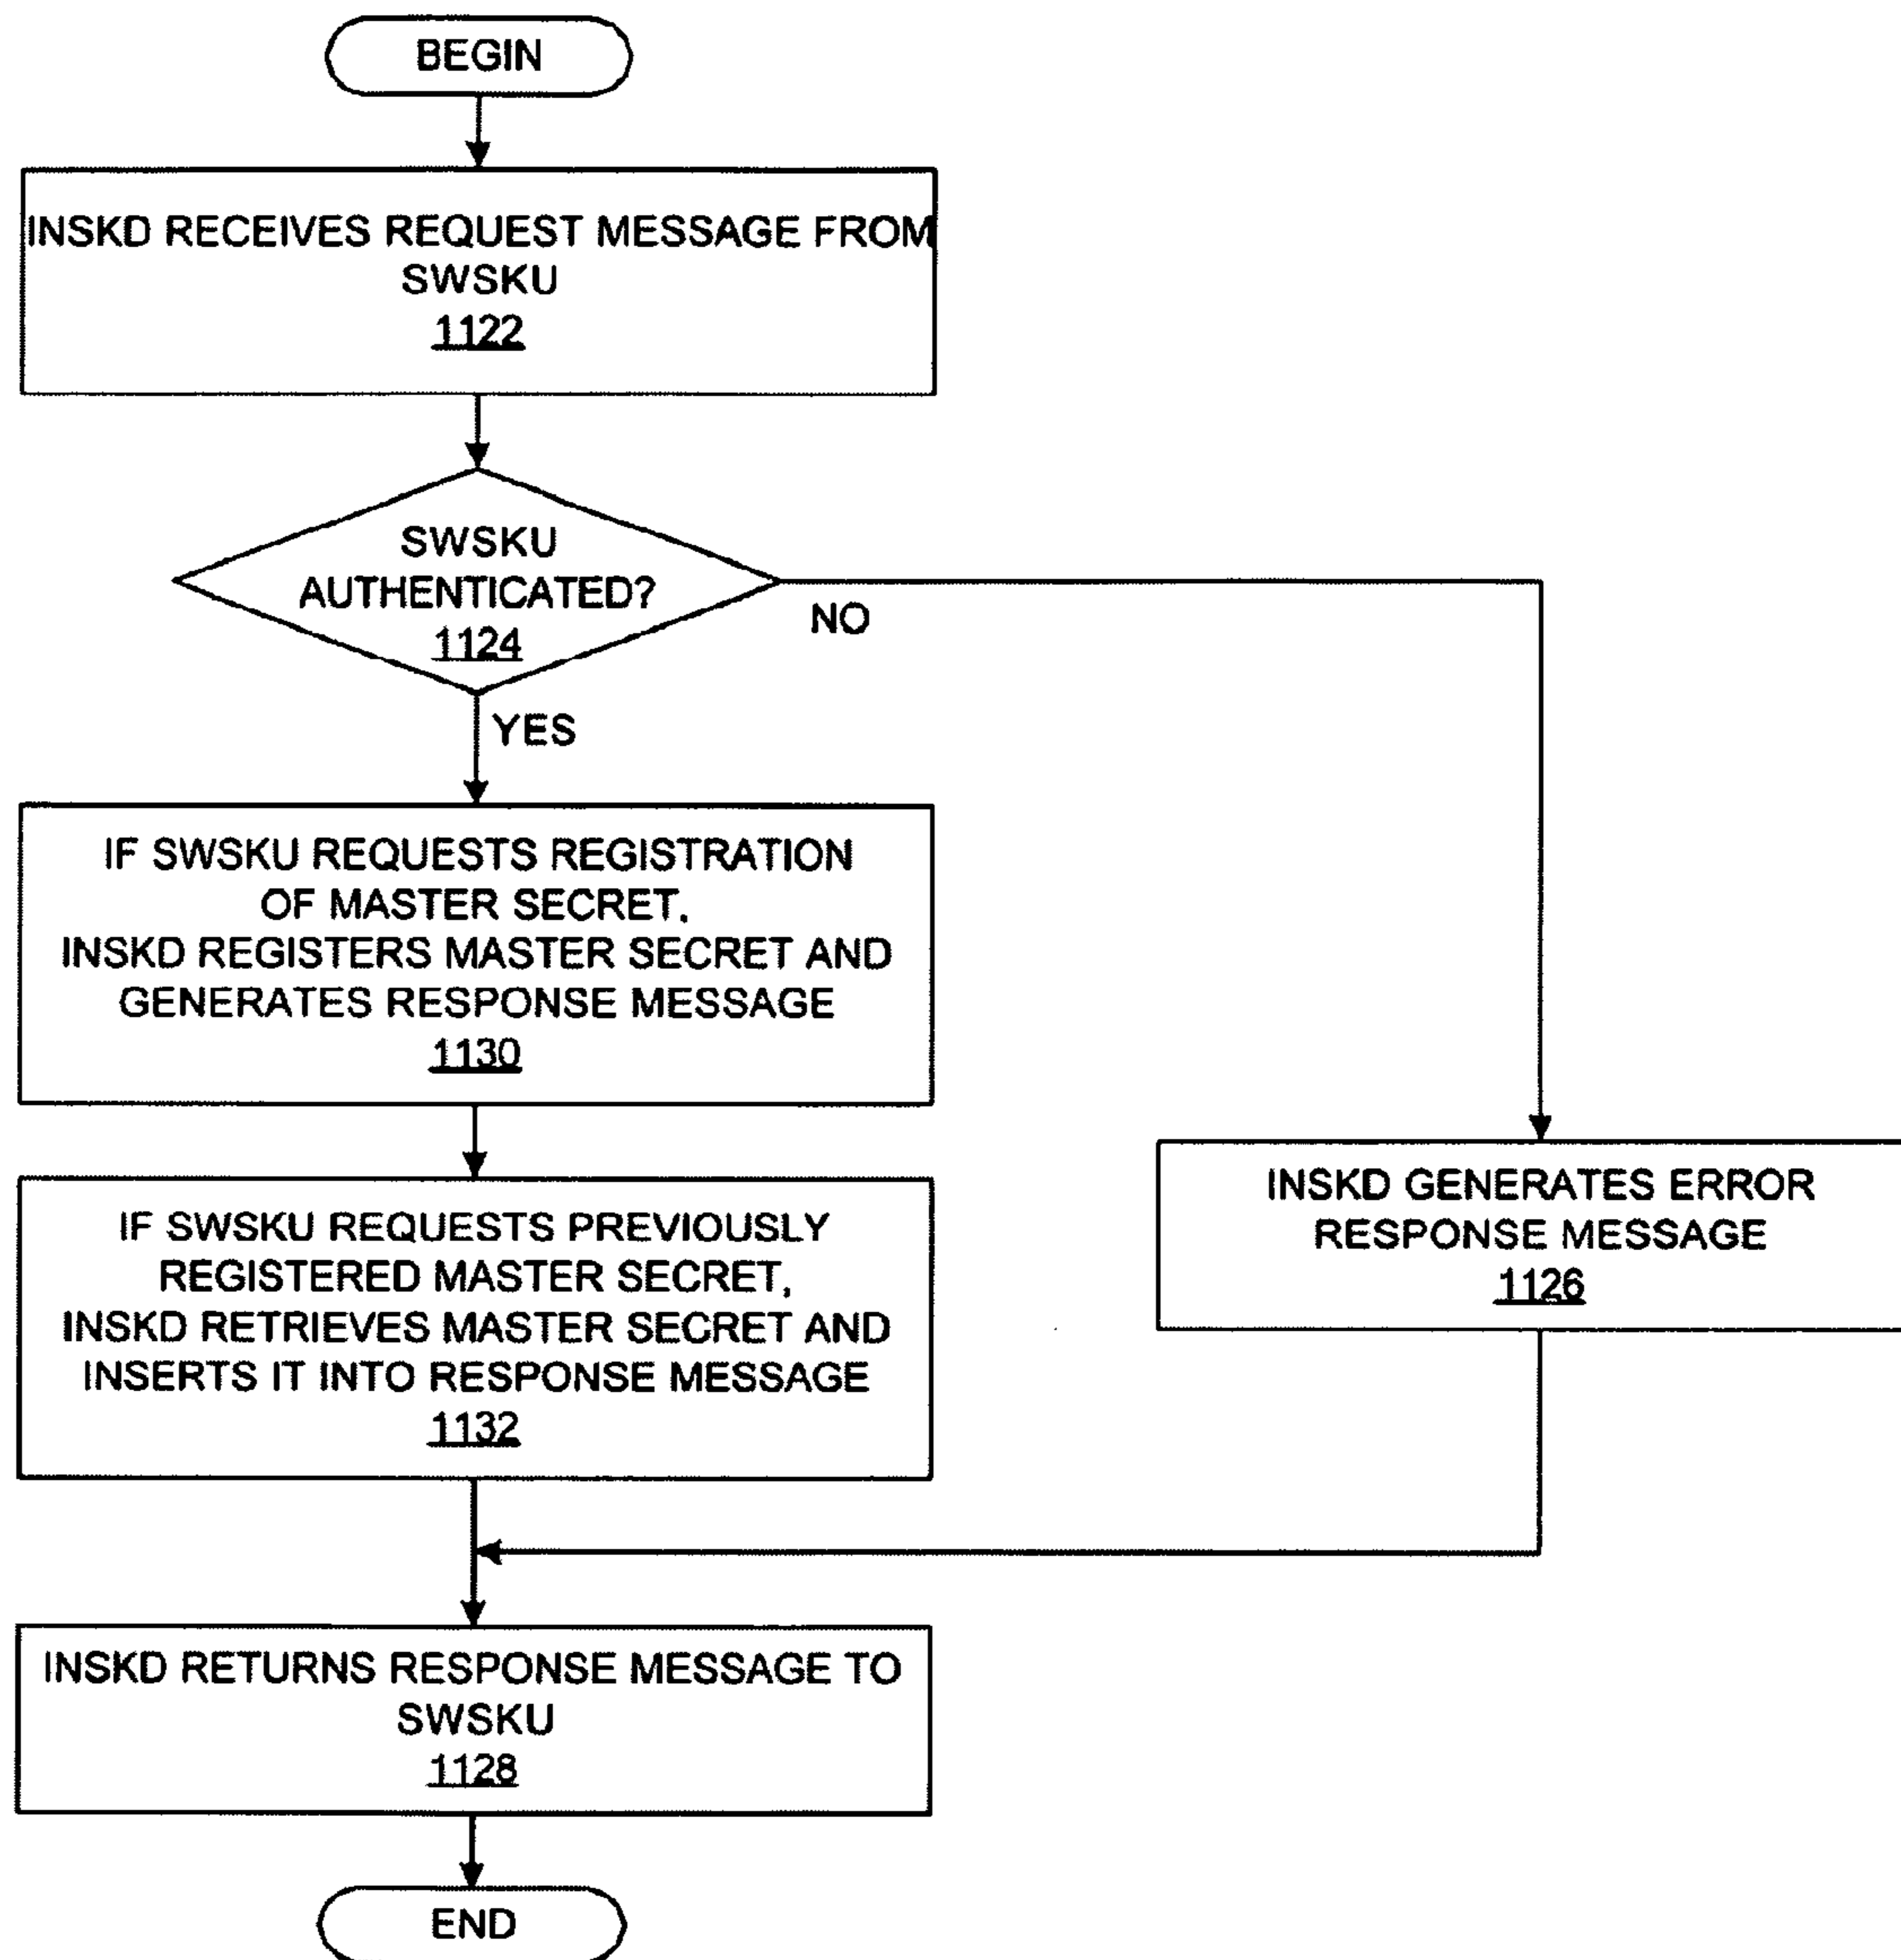 BEGIN
INSKD RECEIVES REQUEST MESSAGE FROM
SWSKU
1122
SWSKU
AUTHENTICATED?
1124
NO
YES
IF SWSKU REQUESTS REGISTRATION
OF MASTER SECRET,
INSKD REGISTERS MASTER SECRET AND
GENERATES RESPONSE MESSAGE
1130
IF SWSKU REQUESTS PREVIOUSLY
REGISTERED MASTER SECRET,
INSKD RETRIEVES MASTER SECRET AND
INSERTS IT INTO RESPONSE MESSAGE
1132
INSKD GENERATES ERROR
RESPONSE MESSAGE
1126
INSKD RETURNS RESPONSE MESSAGE TO
SWSKU
1128
END